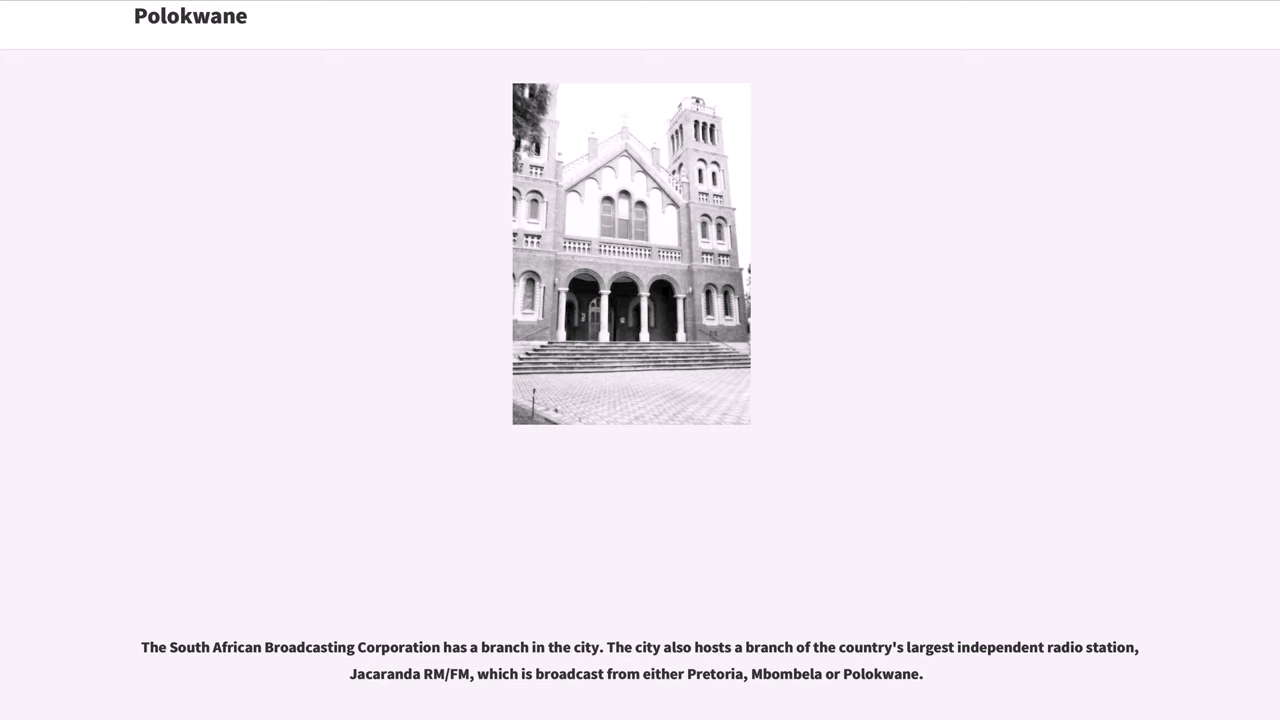 Polokwane
The South African Broadcasting Corporation has a branch in the city. The city also hosts a branch of the country's largest independent radio station,
Jacaranda RM/FM, which is broadcast from either Pretoria, Mbombela or Polokwane.